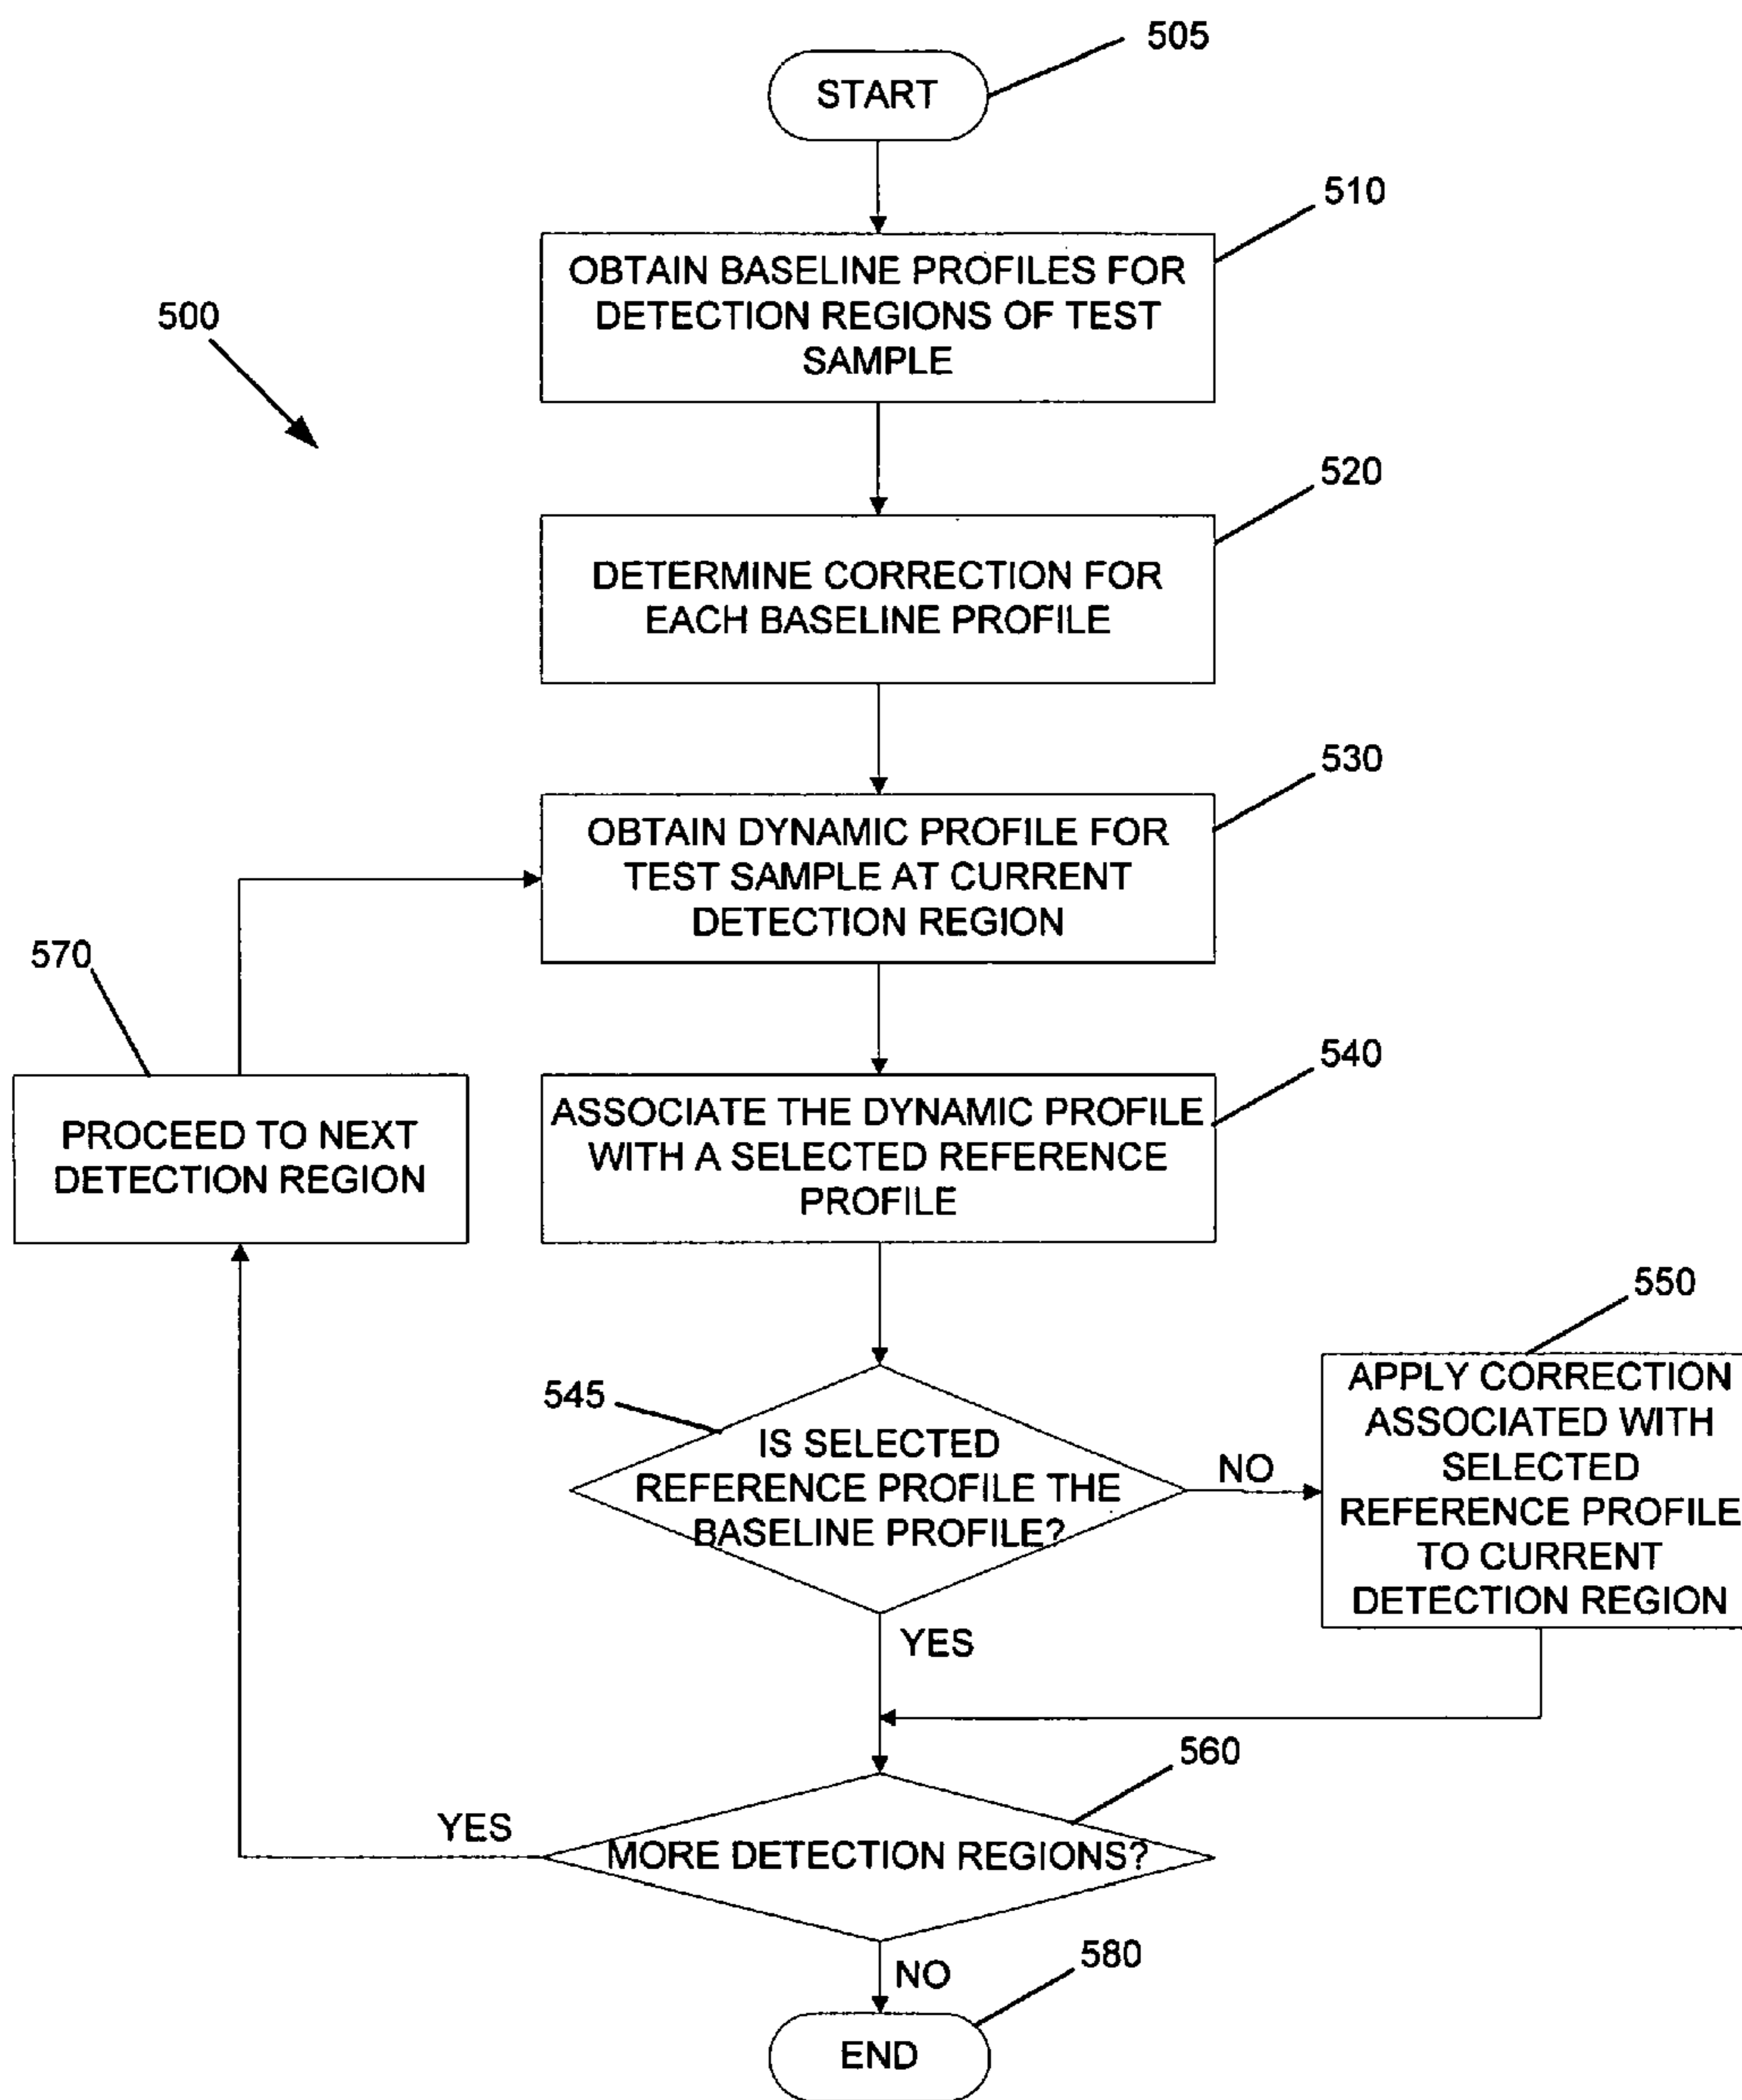 505
START
510
OBTAIN BASELINE PROFILES FOR
DETECTION REGIONS OF TEST
SAMPLE
500
520
DETERMINE CORRECTION FOR
EACH BASELINE PROFILE
530
OBTAIN DYNAMIC PROFILE FOR
TEST SAMPLE AT CURRENT
DETECTION REGION
570
PROCEED TO NEXT
DETECTION REGION
540
ASSOCIATE THE DYNAMIC PROFILE
WITH A SELECTED REFERENCE
PROFILE
545
IS SELECTED
REFERENCE PROFILE THE
BASELINE PROFILE?
NO
550
APPLY CORRECTION
ASSOCIATED WITH
SELECTED
REFERENCE PROFILE
TO CURRENT
DETECTION REGION
YES
560
MORE DETECTION REGIONS?
YES
NO
580
END